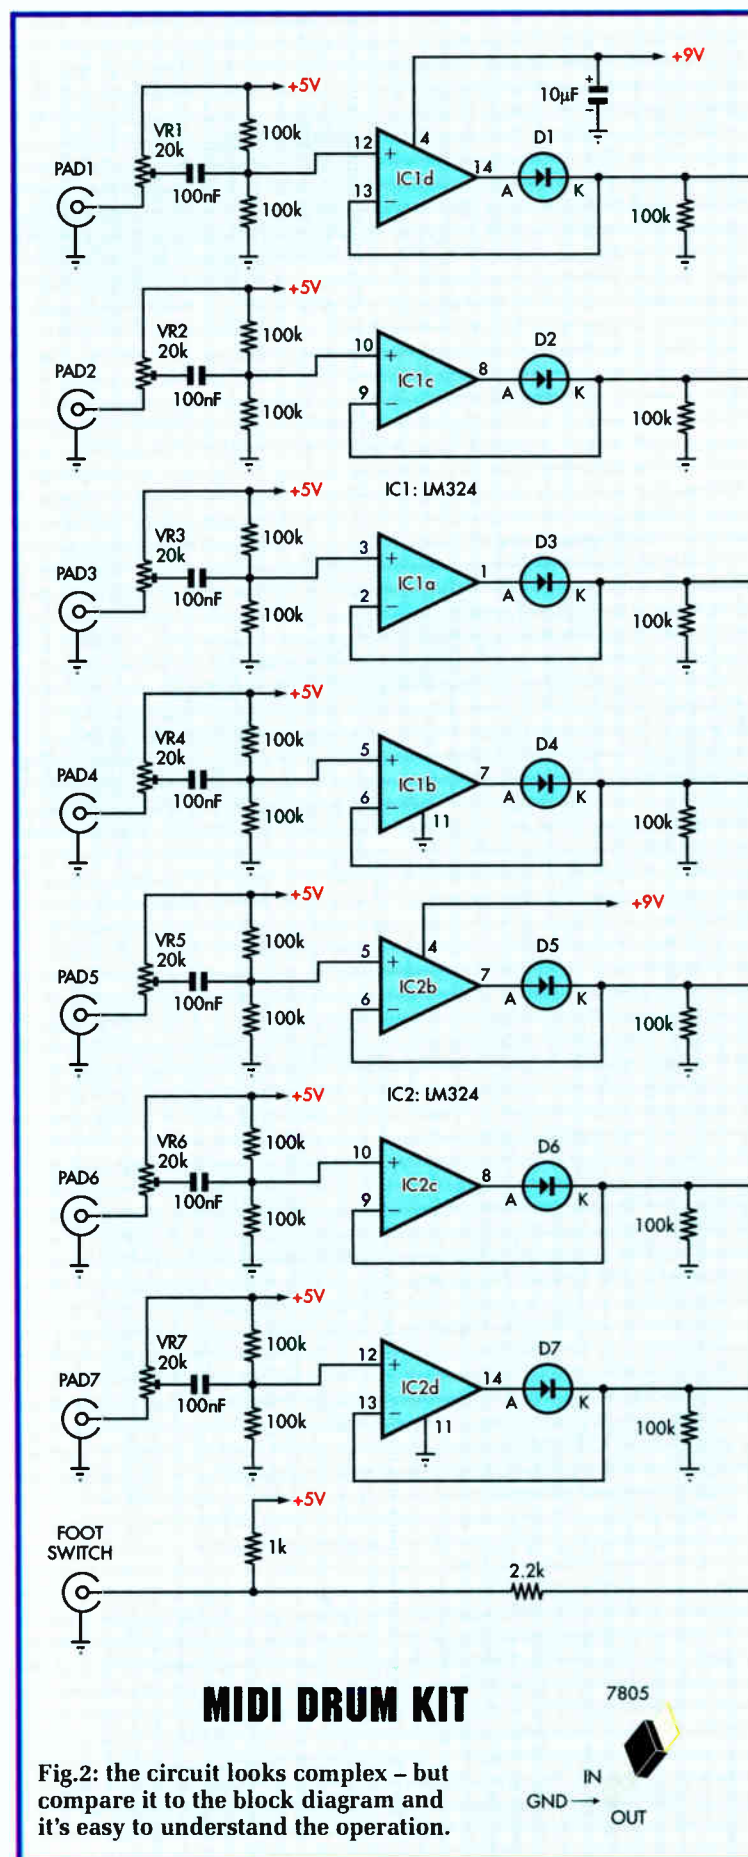 +9V
+5V
10µF
VR1
20k
100k
12
4
D1
PAD1
+
IC1d
14
100nF
13
−
A
K
100k
100k
+5V
VR2
20k
100k
10
D2
PAD2
+
IC1c
8
100nF
9
−
A
K
100k
100k
+5V
IC1: LM324
VR3
20k
100k
3
D3
PAD3
+
IC1a
1
100nF
2
−
A
K
100k
100k
+5V
VR4
20k
100k
5
D4
PAD4
+
IC1b
7
100nF
6
−
A
K
11
100k
100k
+5V
+9V
VR5
20k
100k
5
4
D5
PAD5
+
IC2b
7
100nF
6
−
A
K
100k
100k
+5V
IC2: LM324
VR6
20k
100k
10
D6
PAD6
+
IC2c
8
100nF
9
−
A
K
100k
100k
+5V
VR7
20k
100k
12
D7
PAD7
+
IC2d
14
100nF
13
−
A
K
11
100k
100k
+5V
FOOT
SWITCH
1k
2.2k
MIDI DRUM KIT
7805
IN
GND
OUT
Fig.2: the circuit looks complex – but
compare it to the block diagram and
it's easy to understand the operation.